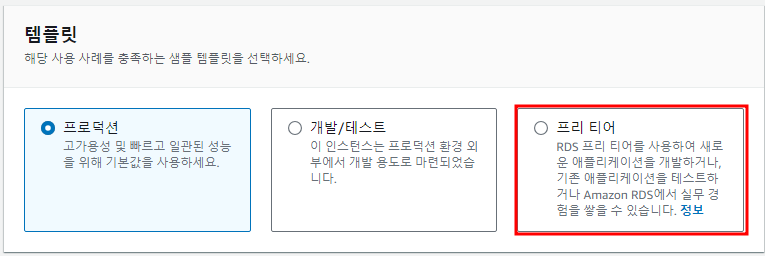 템플릿
해당 사용 사례를 충족하는 샘플 템플릿을 선택하세요.
프로덕션
고가용성 및 빠르고 일관된 성능
을 위해 기본값을 사용하세요.
개발/테스트
이 인스턴스는 프로덕션 환경 외
부에서 개발 용도로 마련되었습
니다.
프리 티어
RDS 프리 티어를 사용하여 새로
운 애플리케이션을 개발하거나,
기존 애플리케이션을 테스트하
거나 Amazon RDS에서 실무 경
험을 쌓을 수 있습니다. 정보